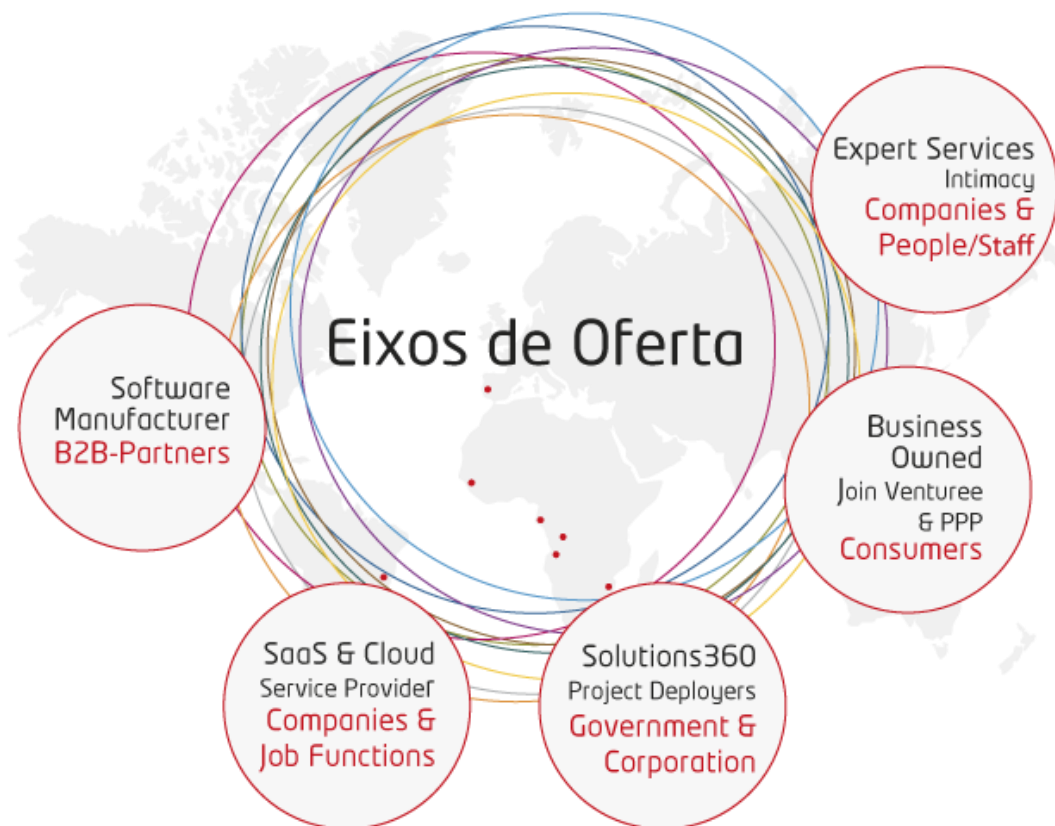 Eixos de Oferta
Expert Services
Intimacy
Companies &
People/Staff
Business
Owned
Join Venturee
& PPP
Consumers
Solutions360
Project Deployers
Government &
Corporation
SaaS & Cloud
Service Provider
Companies &
Job Functions
Software
Manufacturer
B2B-Partners